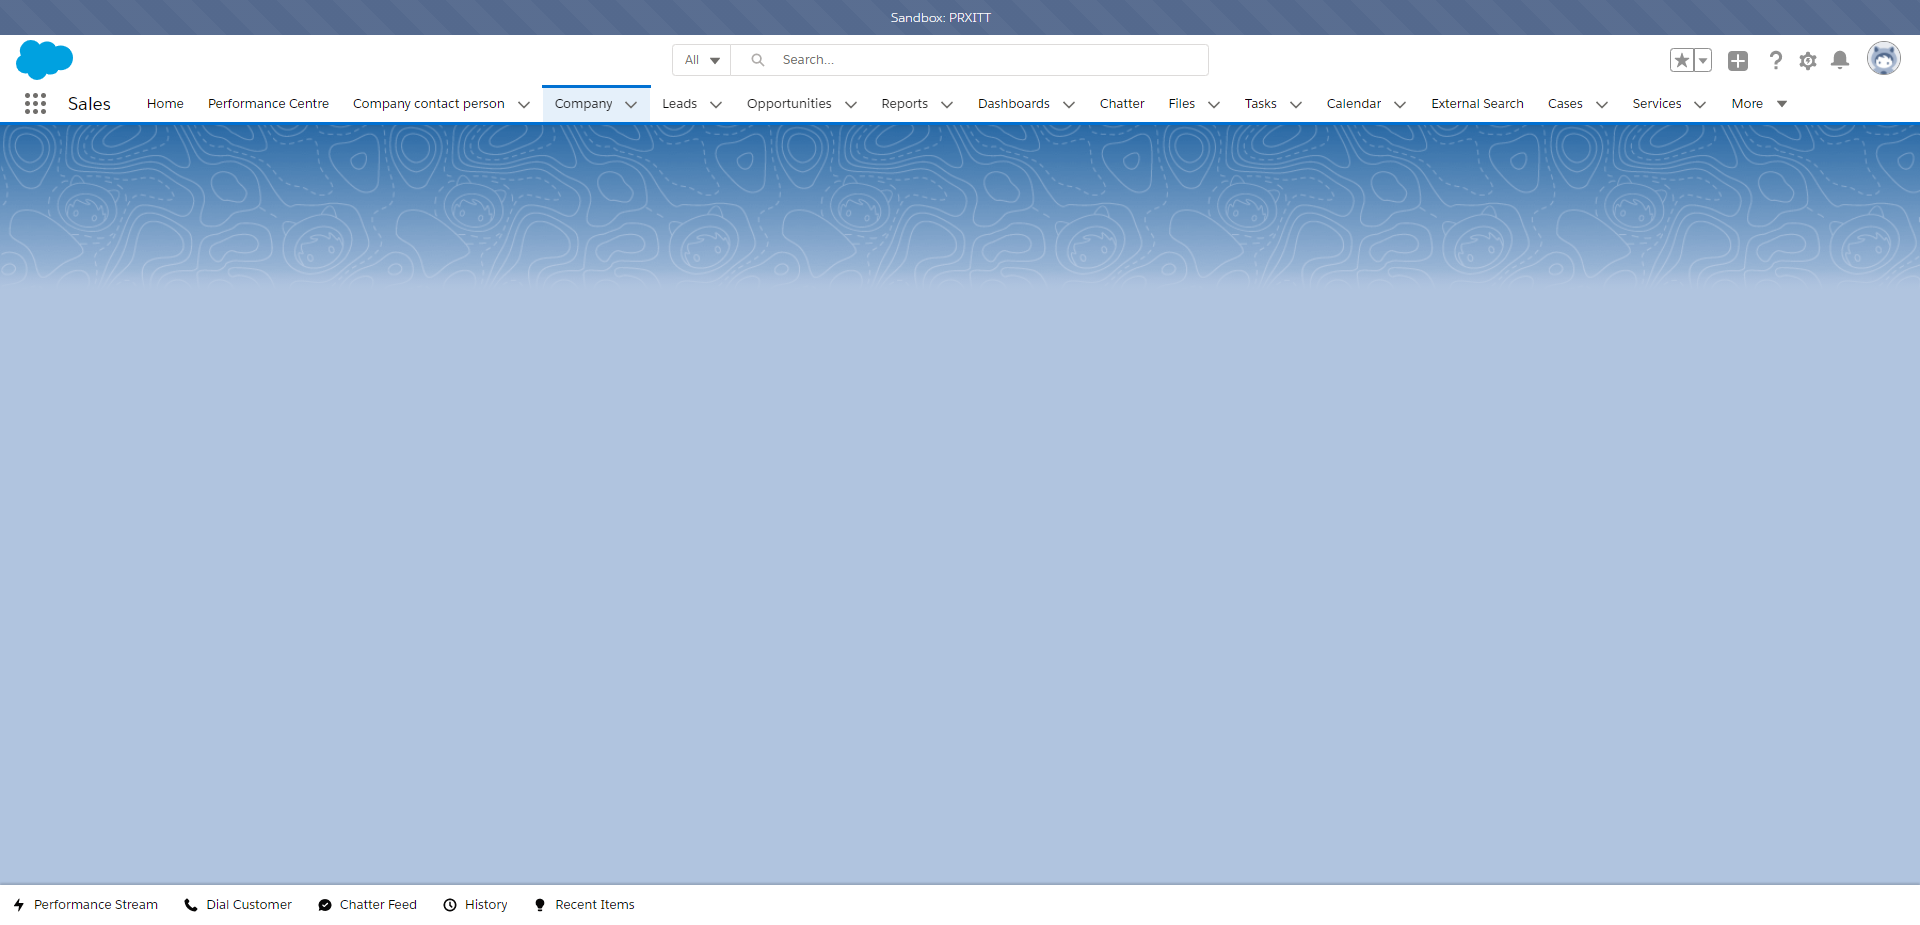 Sandbox: PRXITT
All Search...
Sales Home Performance Centre Company contact person Company Leads Opportunities Reports Dashboards Chatter Files Tasks Calendar External Search Cases Services More
Performance Stream Dial Customer Chatter Feed History Recent Items